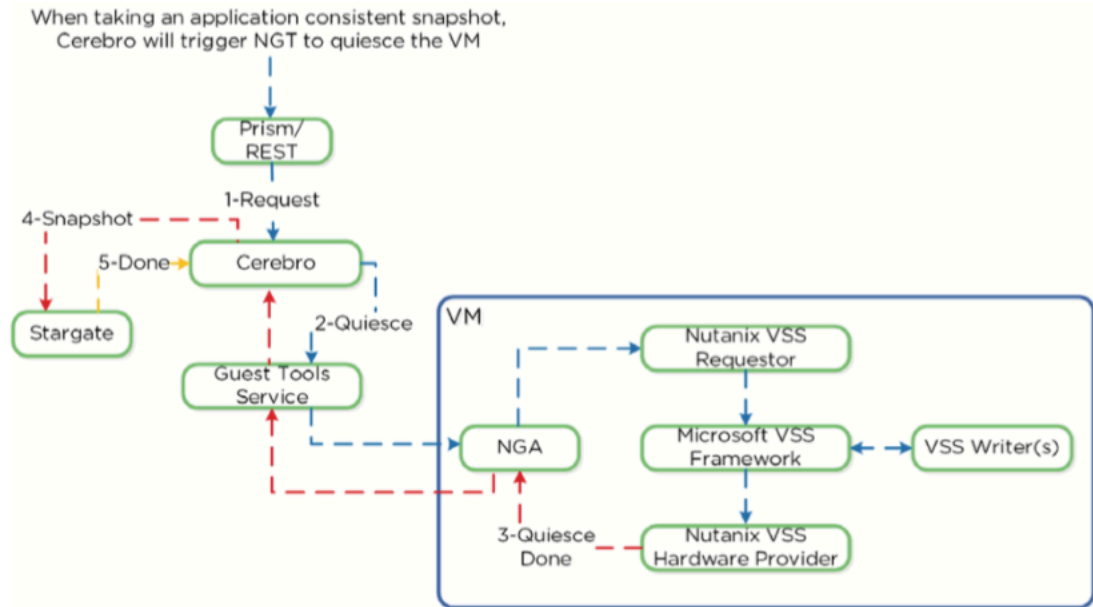 When taking an application consistent snapshot,
Cerebro will trigger NGT to quiesce the VM
Prism/
REST
1-Request
4-Snapshot
5-Done
Cerebro
Stargate
2-Quiesce
Guest Tools
Service
VM
Nutanix VSS
Requestor
NGA
Microsoft VSS
Framework
VSS Writer(s)
3-Quiesce
Done
Nutanix VSS
Hardware Provider